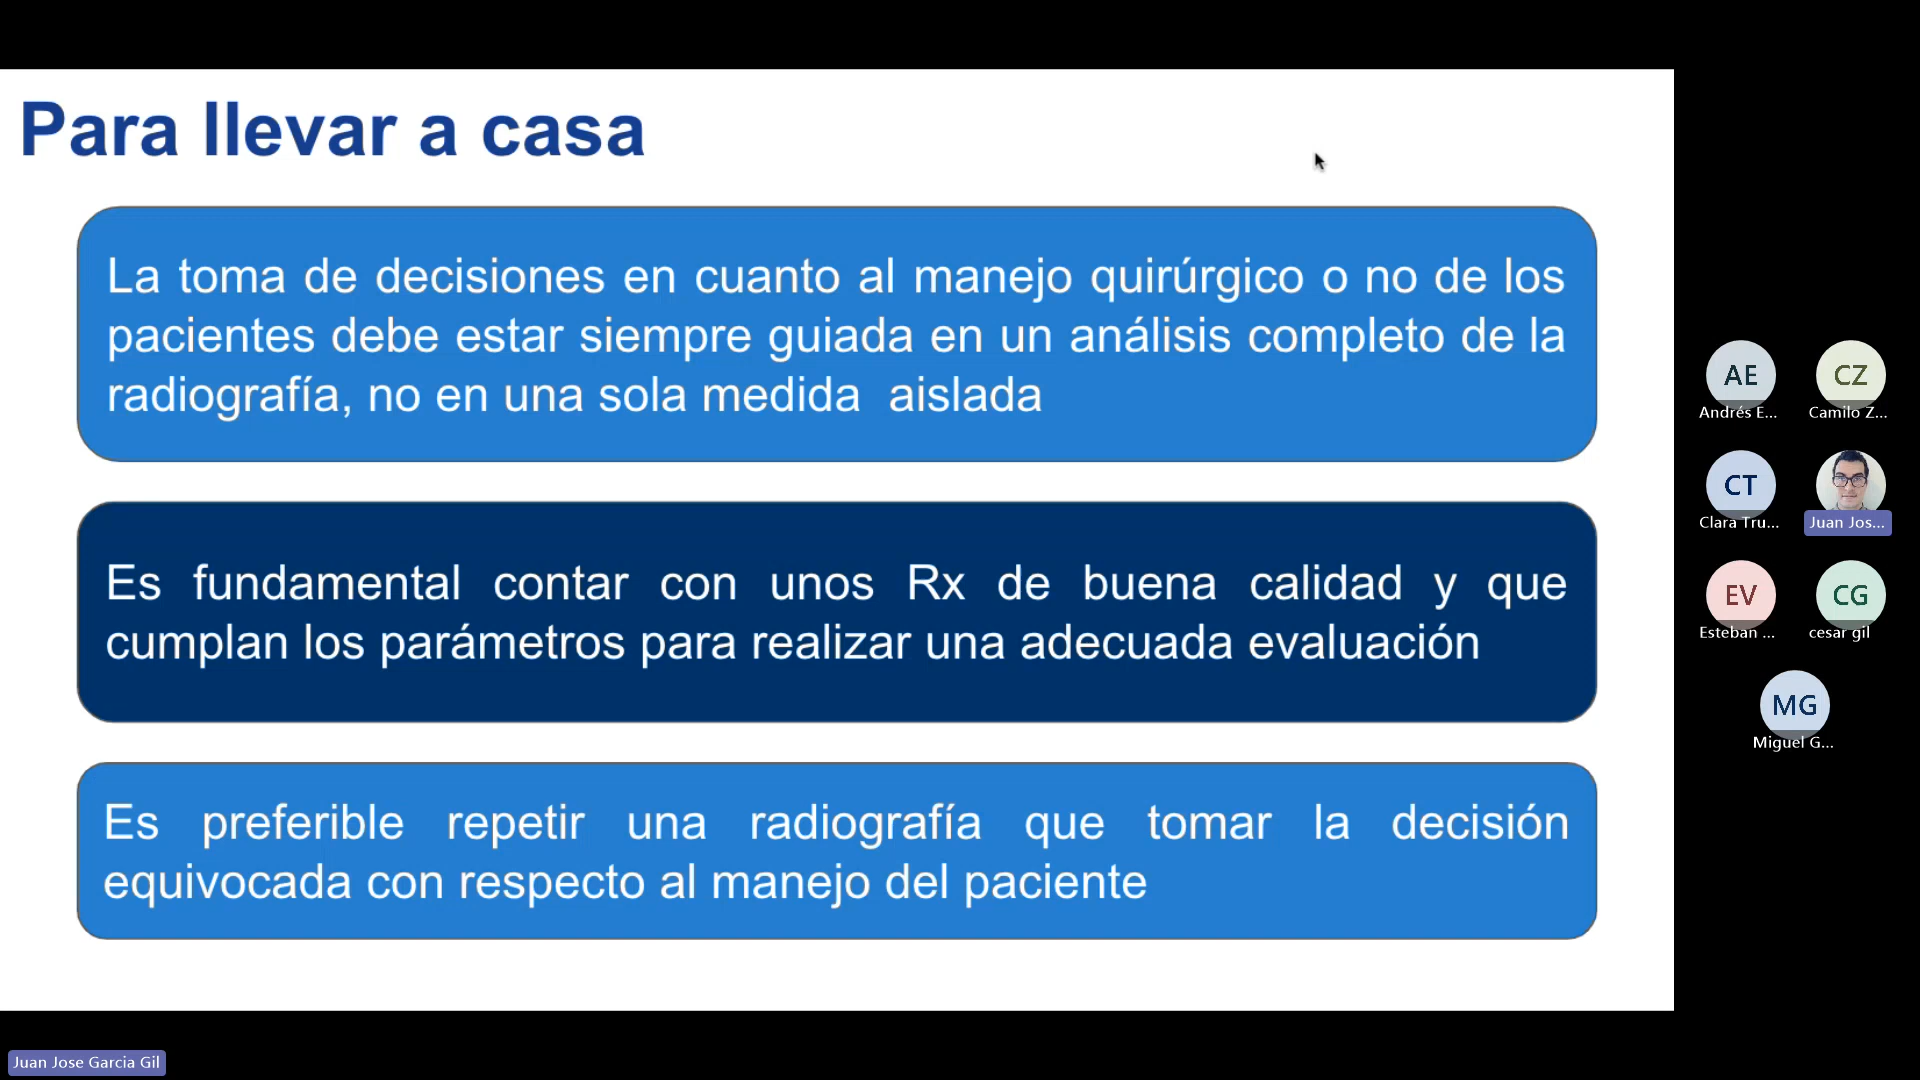 Para llevar a casa
La toma de decisiones en cuanto al manejo quirúrgico o no de los
pacientes debe estar siempre guiada en un análisis completo de la
radiografía, no en una sola medida  aislada
Es fundamental contar con unos Rx de buena calidad y que
cumplan los parámetros para realizar una adecuada evaluación
Es preferible repetir una radiografía que tomar la decisión
equivocada con respecto al manejo del paciente
AE
Andrés E...
CZ
Camilo Z...
CT
Clara Tru...
Juan Jos...
EV
Esteban ...
CG
cesar gil
MG
Miguel G...
Juan Jose Garcia Gil